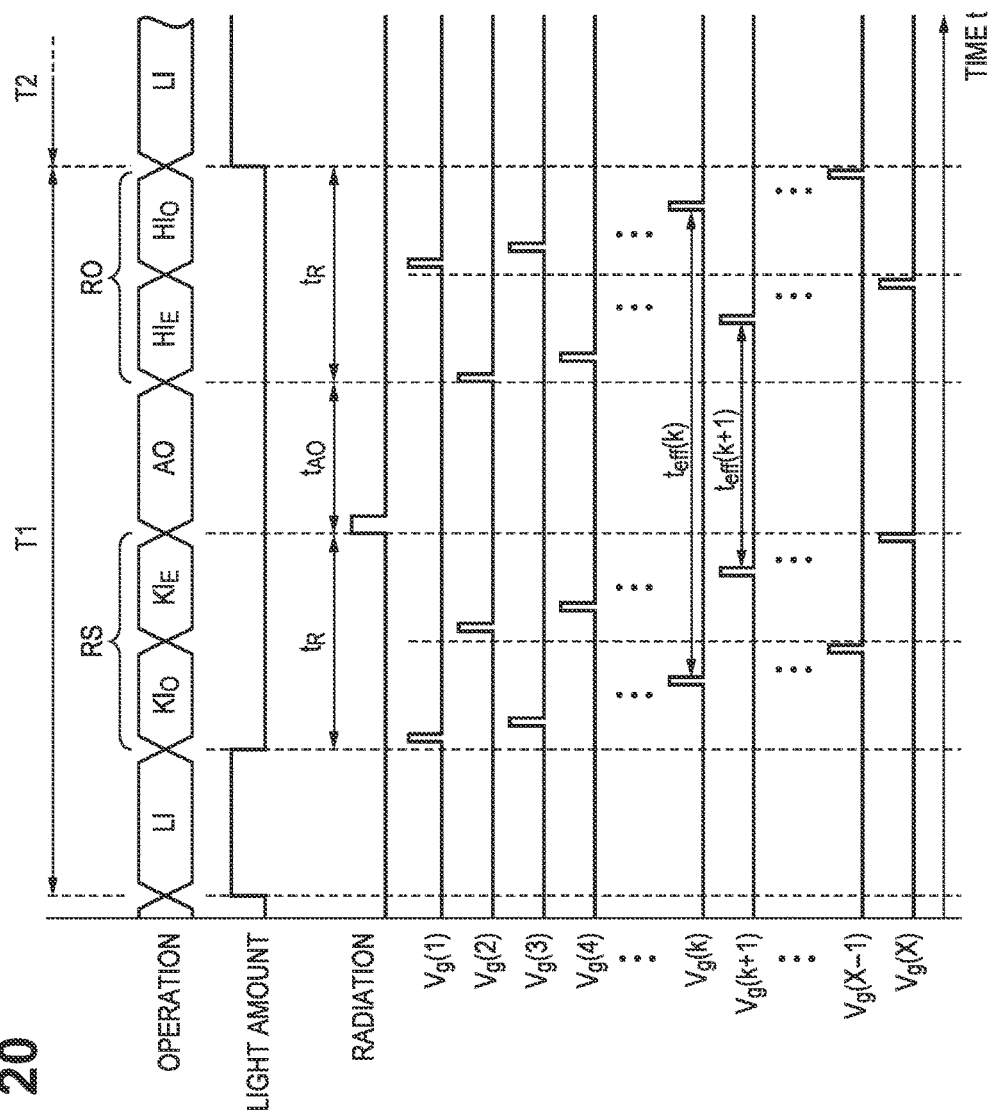 20
T1
T2
RS
RO
OPERATION
LI
KIO
KIE
AO
HIE
HIO
LI
LIGHT AMOUNT
tR
tAO
tR
RADIATION
Vg(1)
Vg(2)
Vg(3)
Vg(4)
Vg(k)
teff(k)
Vg(k+1)
teff(k+1)
Vg(X-1)
Vg(X)
TIME t